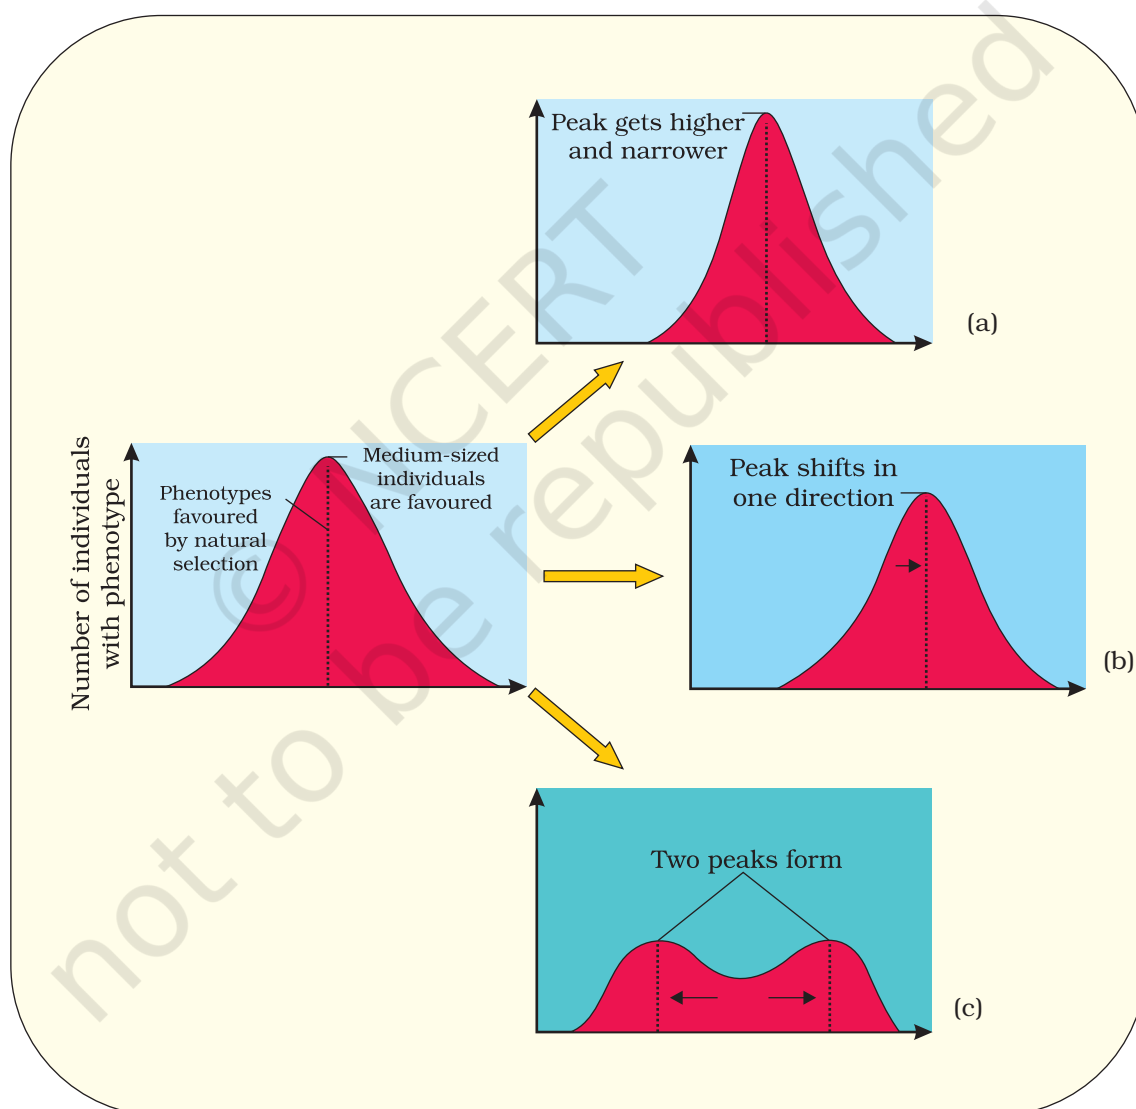 Peak gets higher
and narrower
(a)
Number of individuals
with phenotype
Phenotypes
favoured
by natural
selection
Medium-sized
individuals
are favoured
Peak shifts in
one direction
(b)
Two peaks form
(c)
© NCERT
not to be republished